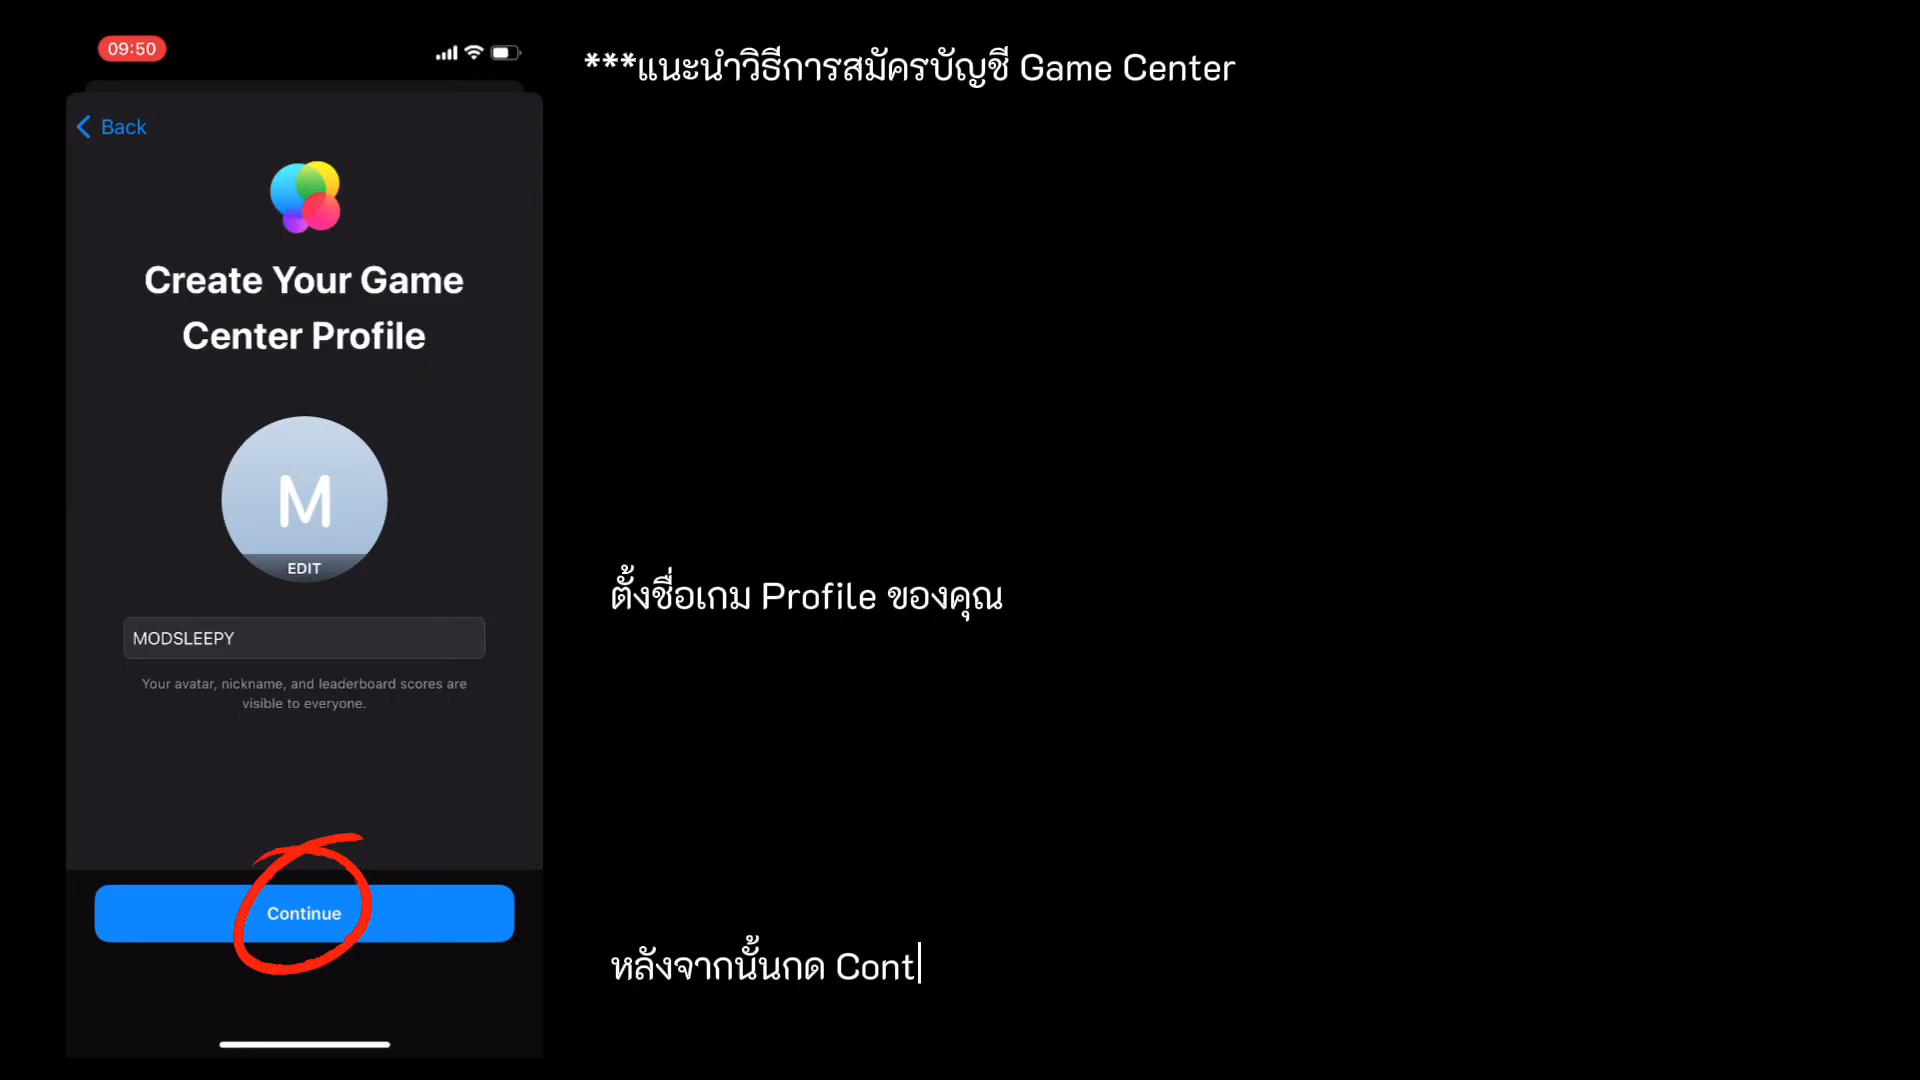 09:50
***แนะนำวิธีการสมัครบัญชี Game Center
Back
Create Your Game
Center Profile
M
EDIT
ตั้งชื่อเกม Profile ของคุณ
MODSLEEPY
Your avatar, nickname, and leaderboard scores are
visible to everyone.
Continue
หลังจากนั้นกด Cont